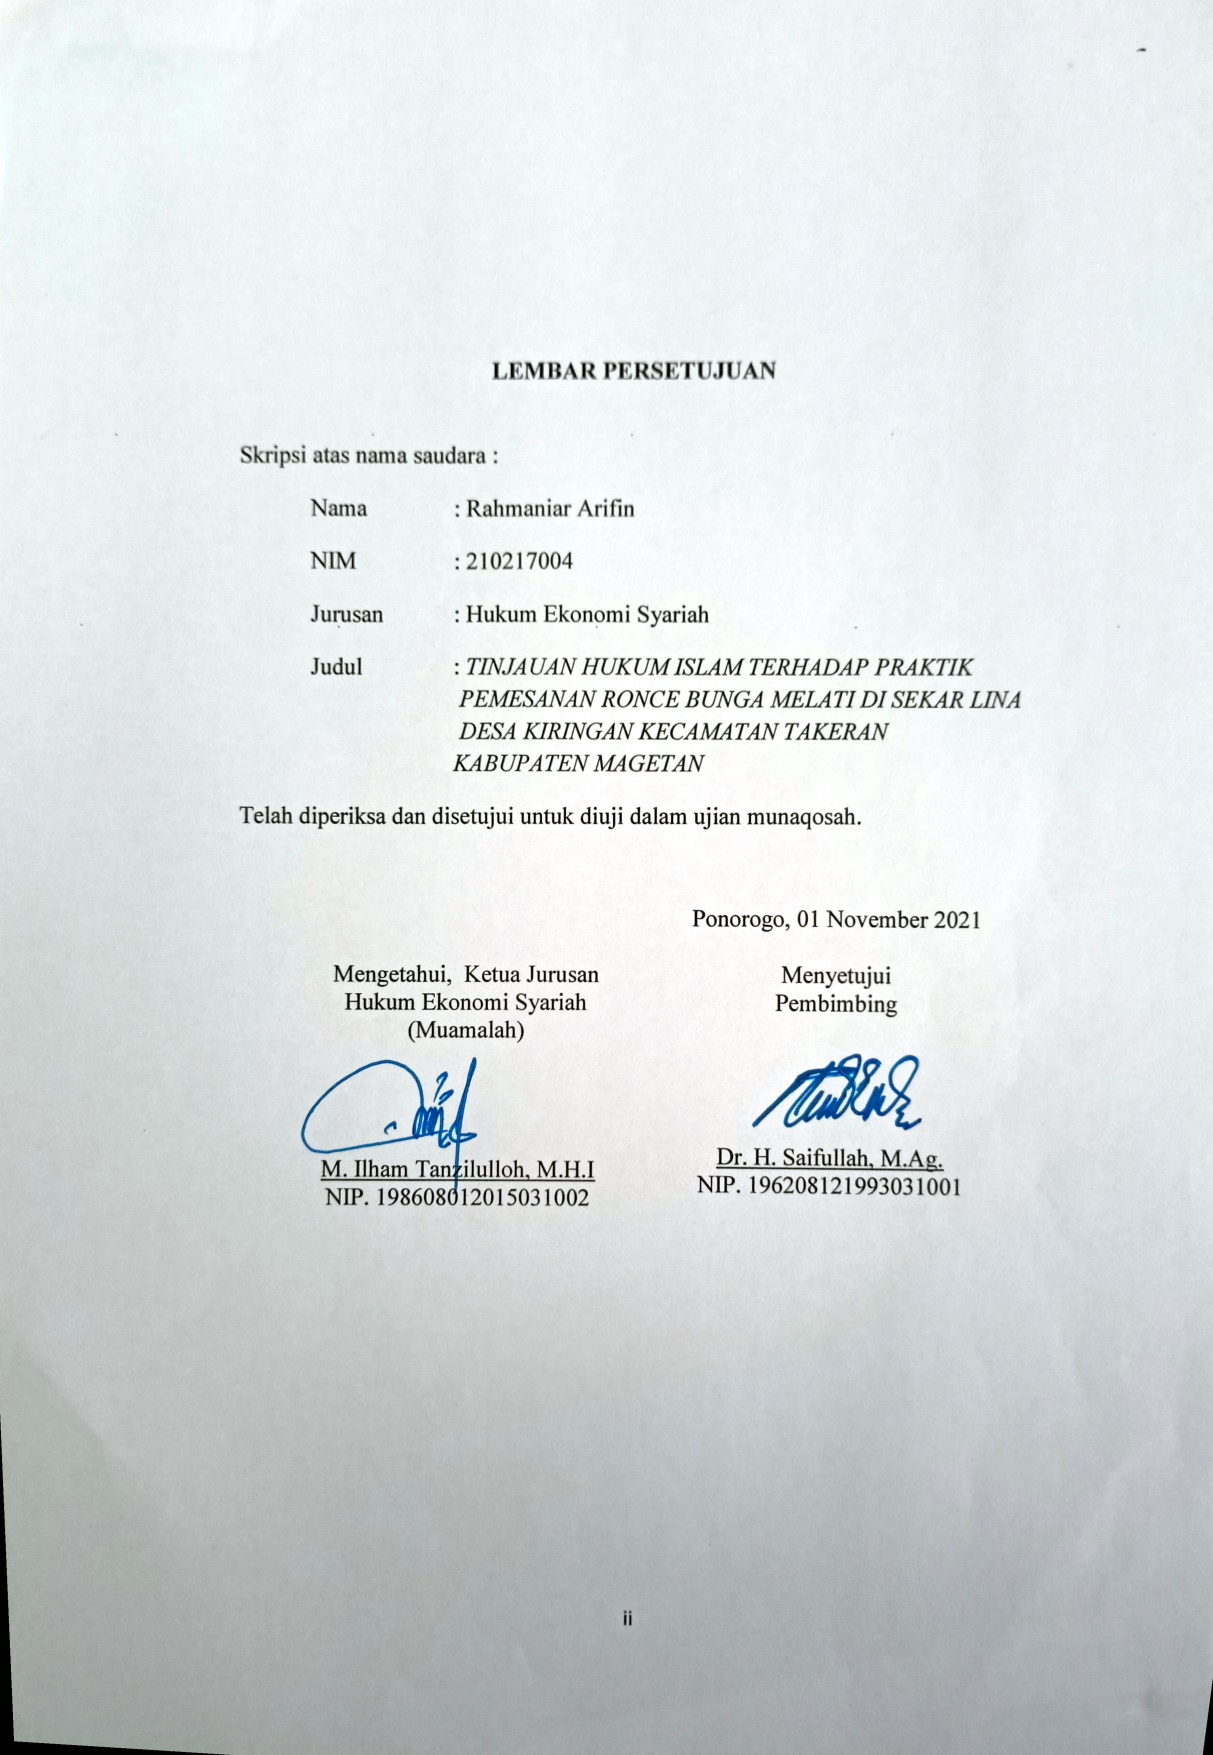 LEMBAR PERSETUJUAN
Skripsi atas nama saudara :
Nama : Rahmaniar Arifin
NIM : 210217004
Jurusan : Hukum Ekonomi Syariah
Judul : TINJAUAN HUKUM ISLAM TERHADAP PRAKTIK
PEMESANAN RONCE BUNGA MELATI DI SEKAR LINA
DESA KIRINGAN KECAMATAN TAKERAN
KABUPATEN MAGETAN
Telah diperiksa dan disetujui untuk diuji dalam ujian munaqosah.
Ponorogo, 01 November 2021
Mengetahui, Ketua Jurusan
Hukum Ekonomi Syariah
(Muamalah)
M. Ilham Tanzilulloh, M.H.I
NIP. 198608012015031002
Menyetujui
Pembimbing
Dr. H. Saifullah, M.Ag.
NIP. 196208121993031001
ii